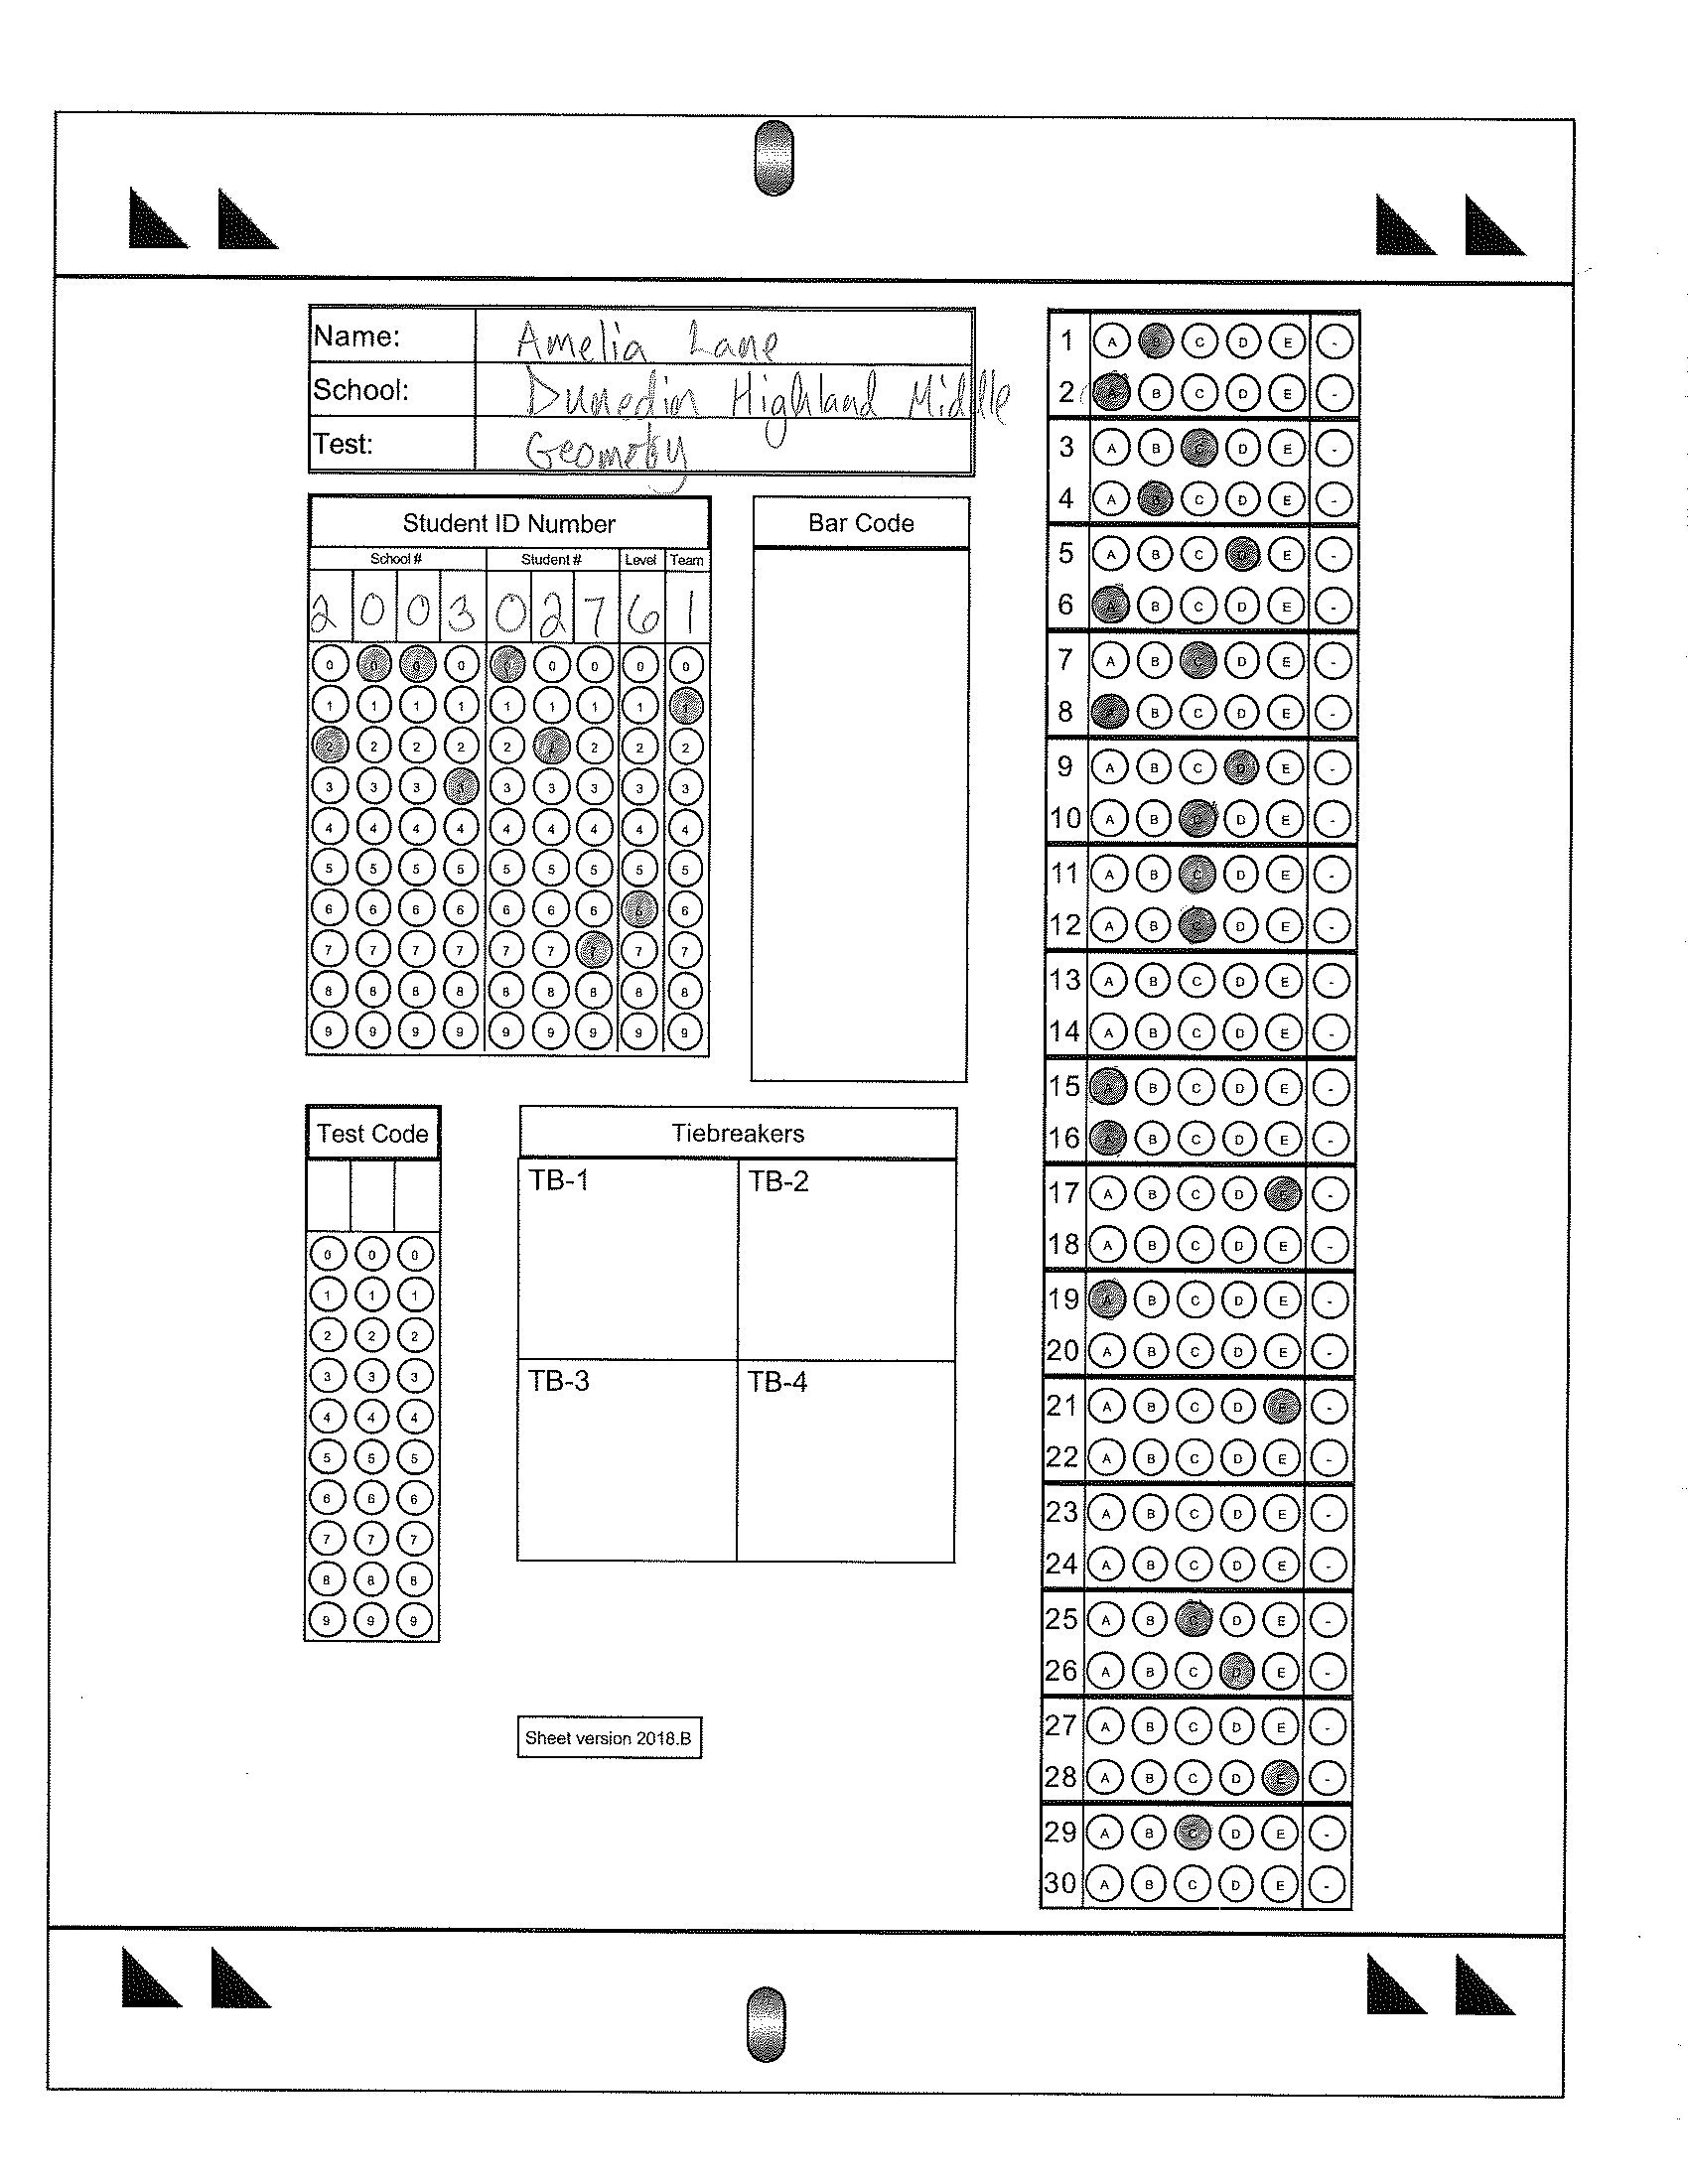 Name: Amelia Lane
School: Dunedin Highland Middle
Test: Geometry
Student ID Number
School # Student # Level Team
2 0 0 3 0 2 7 6 1
0 0 0 0 0 0 0 0 0
1 1 1 1 1 1 1 1 1
2 2 2 2 2 2 2 2 2
3 3 3 3 3 3 3 3 3
4 4 4 4 4 4 4 4 4
5 5 5 5 5 5 5 5 5
6 6 6 6 6 6 6 6 6
7 7 7 7 7 7 7 7 7
8 8 8 8 8 8 8 8 8
9 9 9 9 9 9 9 9 9
Bar Code
Test Code
0 0 0
1 1 1
2 2 2
3 3 3
4 4 4
5 5 5
6 6 6
7 7 7
8 8 8
9 9 9
Tiebreakers
TB-1 TB-2
TB-3 TB-4
Sheet version 2018.B
1 A B C D E -
2 A B C D E -
3 A B C D E -
4 A B C D E -
5 A B C D E -
6 A B C D E -
7 A B C D E -
8 A B C D E -
9 A B C D E -
10 A B C D E -
11 A B C D E -
12 A B C D E -
13 A B C D E -
14 A B C D E -
15 A B C D E -
16 A B C D E -
17 A B C D E -
18 A B C D E -
19 A B C D E -
20 A B C D E -
21 A B C D E -
22 A B C D E -
23 A B C D E -
24 A B C D E -
25 A B C D E -
26 A B C D E -
27 A B C D E -
28 A B C D E -
29 A B C D E -
30 A B C D E -